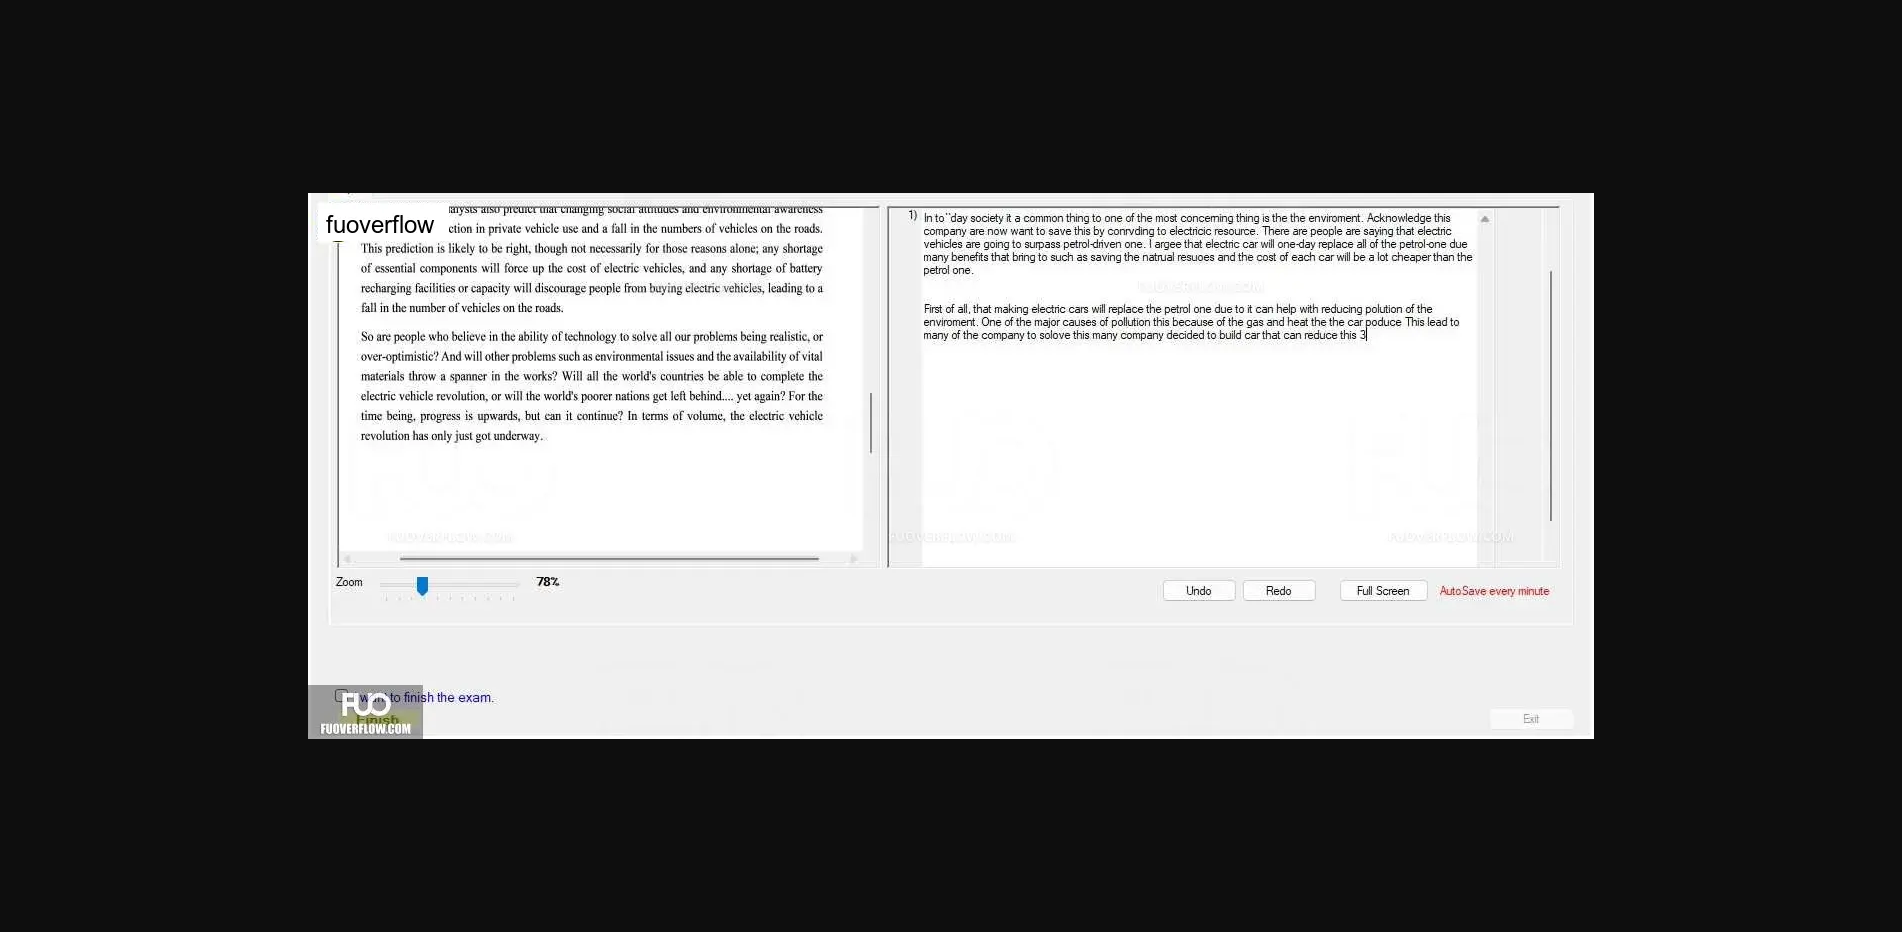 fuoverflow
alysts also predict that changing social attitudes and environmental awareness
ction in private vehicle use and a fall in the numbers of vehicles on the roads.
This prediction is likely to be right, though not necessarily for those reasons alone; any shortage
of essential components will force up the cost of electric vehicles, and any shortage of battery
recharging facilities or capacity will discourage people from buying electric vehicles, leading to a
fall in the number of vehicles on the roads.
So are people who believe in the ability of technology to solve all our problems being realistic, or
over-optimistic? And will other problems such as environmental issues and the availability of vital
materials throw a spanner in the works? Will all the world's countries be able to complete the
electric vehicle revolution, or will the world's poorer nations get left behind.... yet again? For the
time being, progress is upwards, but can it continue? In terms of volume, the electric vehicle
revolution has only just got underway.
FUOVERFLOW.COM
Zoom
78%
1)
In to``day society it a common thing to one of the most concerning thing is the the enviroment. Acknowledge this
company are now want to save this by conrvding to electricic resource. There are people are saying that electric
vehicles are going to surpass petrol-driven one. I argee that electric car will one-day replace all of the petrol-one due
many benefits that bring to such as saving the natrual resuoes and the cost of each car will be a lot cheaper than the
petrol one.
FUOVERFLOW.COM
First of all, that making electric cars will replace the petrol one due to it can help with reducing polution of the
enviroment. One of the major causes of pollution this because of the gas and heat the the car poduce This lead to
many of the company to solove this many company decided to build car that can reduce this 3
FUOVERFLOW.COM
FUOVERFLOW.COM
Undo
Redo
Full Screen
AutoSave every minute
want to finish the exam.
Finish
FUO
FUOVERFLOW.COM
Exit